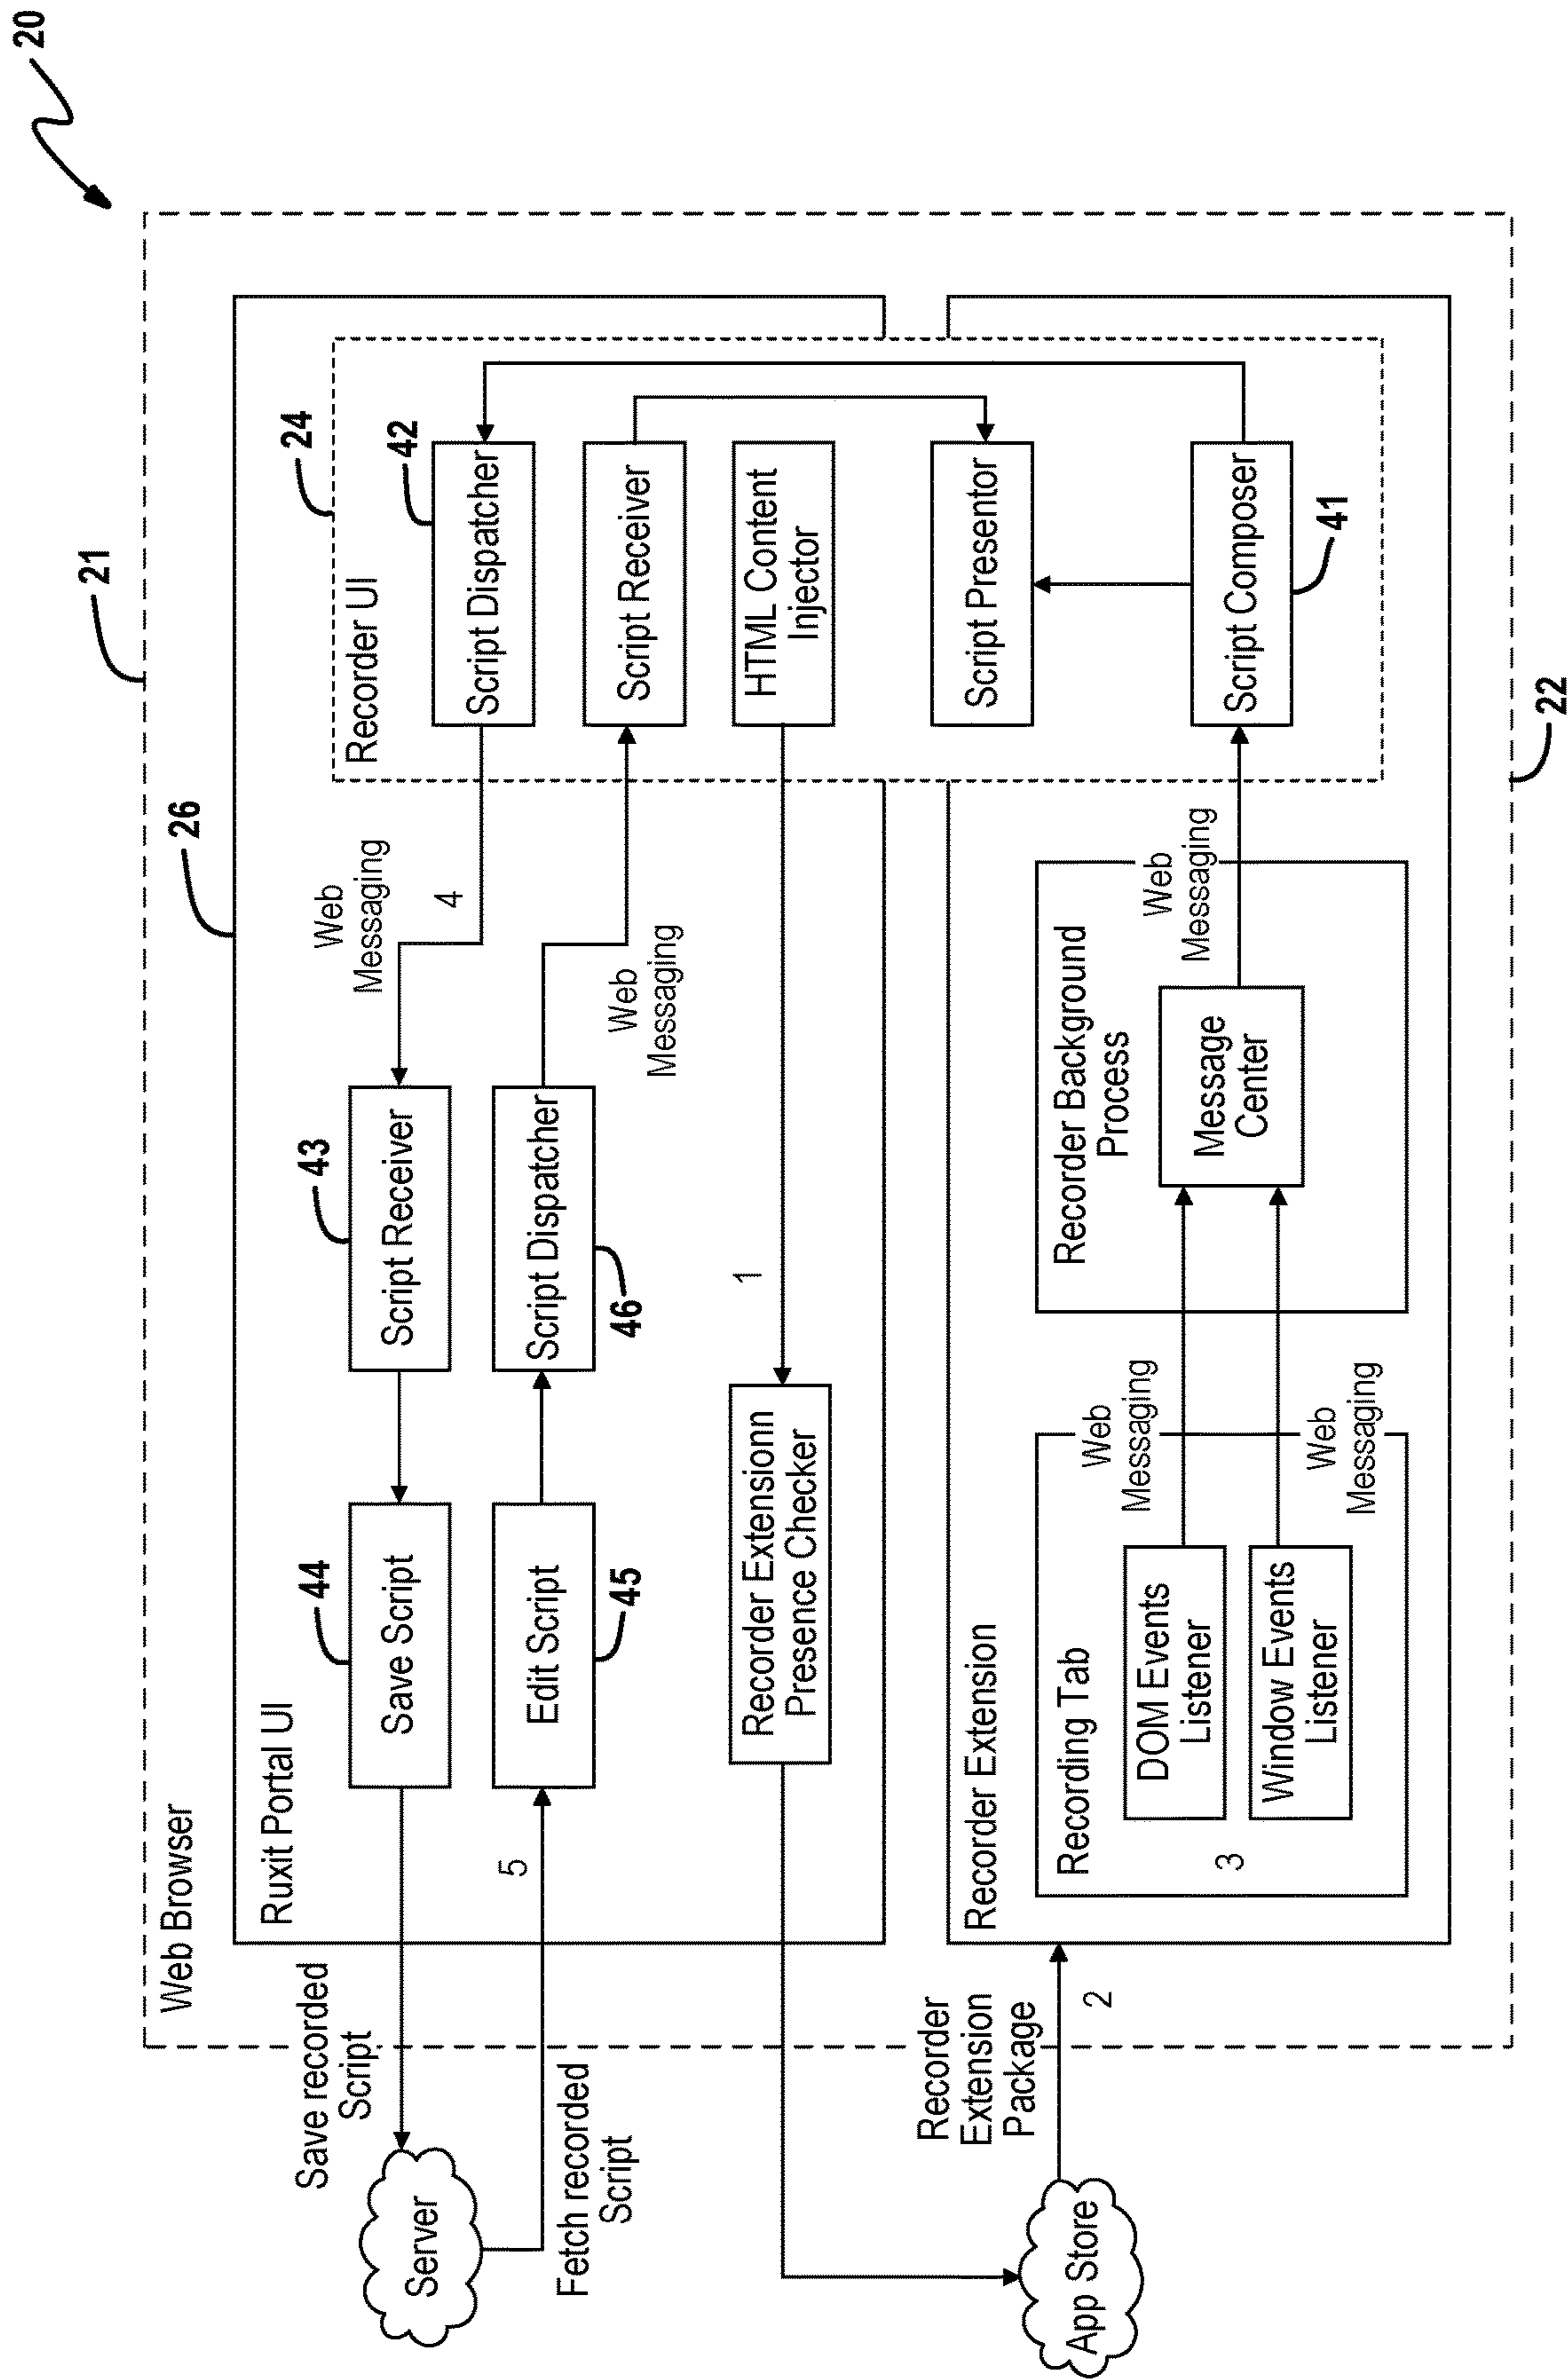 20
21
Web Browser
26
Ruxit Portal UI
24
Recorder UI
Save recorded
Script
Server
Fetch recorded
Script
44
Save Script
43
Script Receiver
Web
Messaging
4
42
Script Dispatcher
5
Edit Script
45
Script Dispatcher
46
Web
Messaging
Script Receiver
Recorder Extensionn
Presence Checker
1
HTML Content
Injector
Script Presentor
Script Composer
41
App Store
Recorder
Extension
Package
2
Recorder Extension
Recording Tab
3
DOM Events
Listener
Window Events
Listener
Web
Messaging
Web
Messaging
Recorder Background
Process
Message
Center
Web
Messaging
22